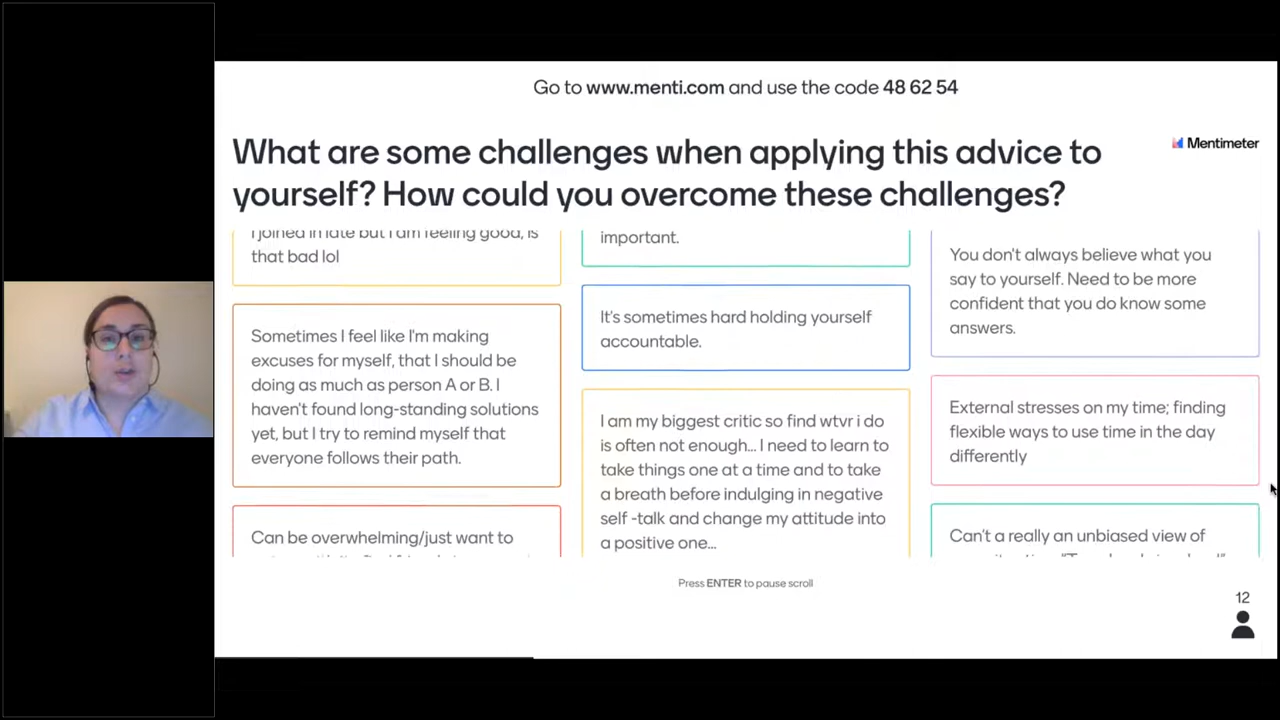 Go to www.menti.com and use the code 48 62 54
What are some challenges when applying this advice to
yourself? How could you overcome these challenges?
Mentimeter
I joined in late but I am feeling good, is
that bad lol
Sometimes I feel like I'm making
excuses for myself, that I should be
doing as much as person A or B. I
haven't found long-standing solutions
yet, but I try to remind myself that
everyone follows their path.
Can be overwhelming/just want to
important.
It's sometimes hard holding yourself
accountable.
I am my biggest critic so find wtvr i do
is often not enough... I need to learn to
take things one at a time and to take
a breath before indulging in negative
self -talk and change my attitude into
a positive one...
You don't always believe what you
say to yourself. Need to be more
confident that you do know some
answers.
External stresses on my time; finding
flexible ways to use time in the day
differently
Can't a really an unbiased view of
Press ENTER to pause scroll
12